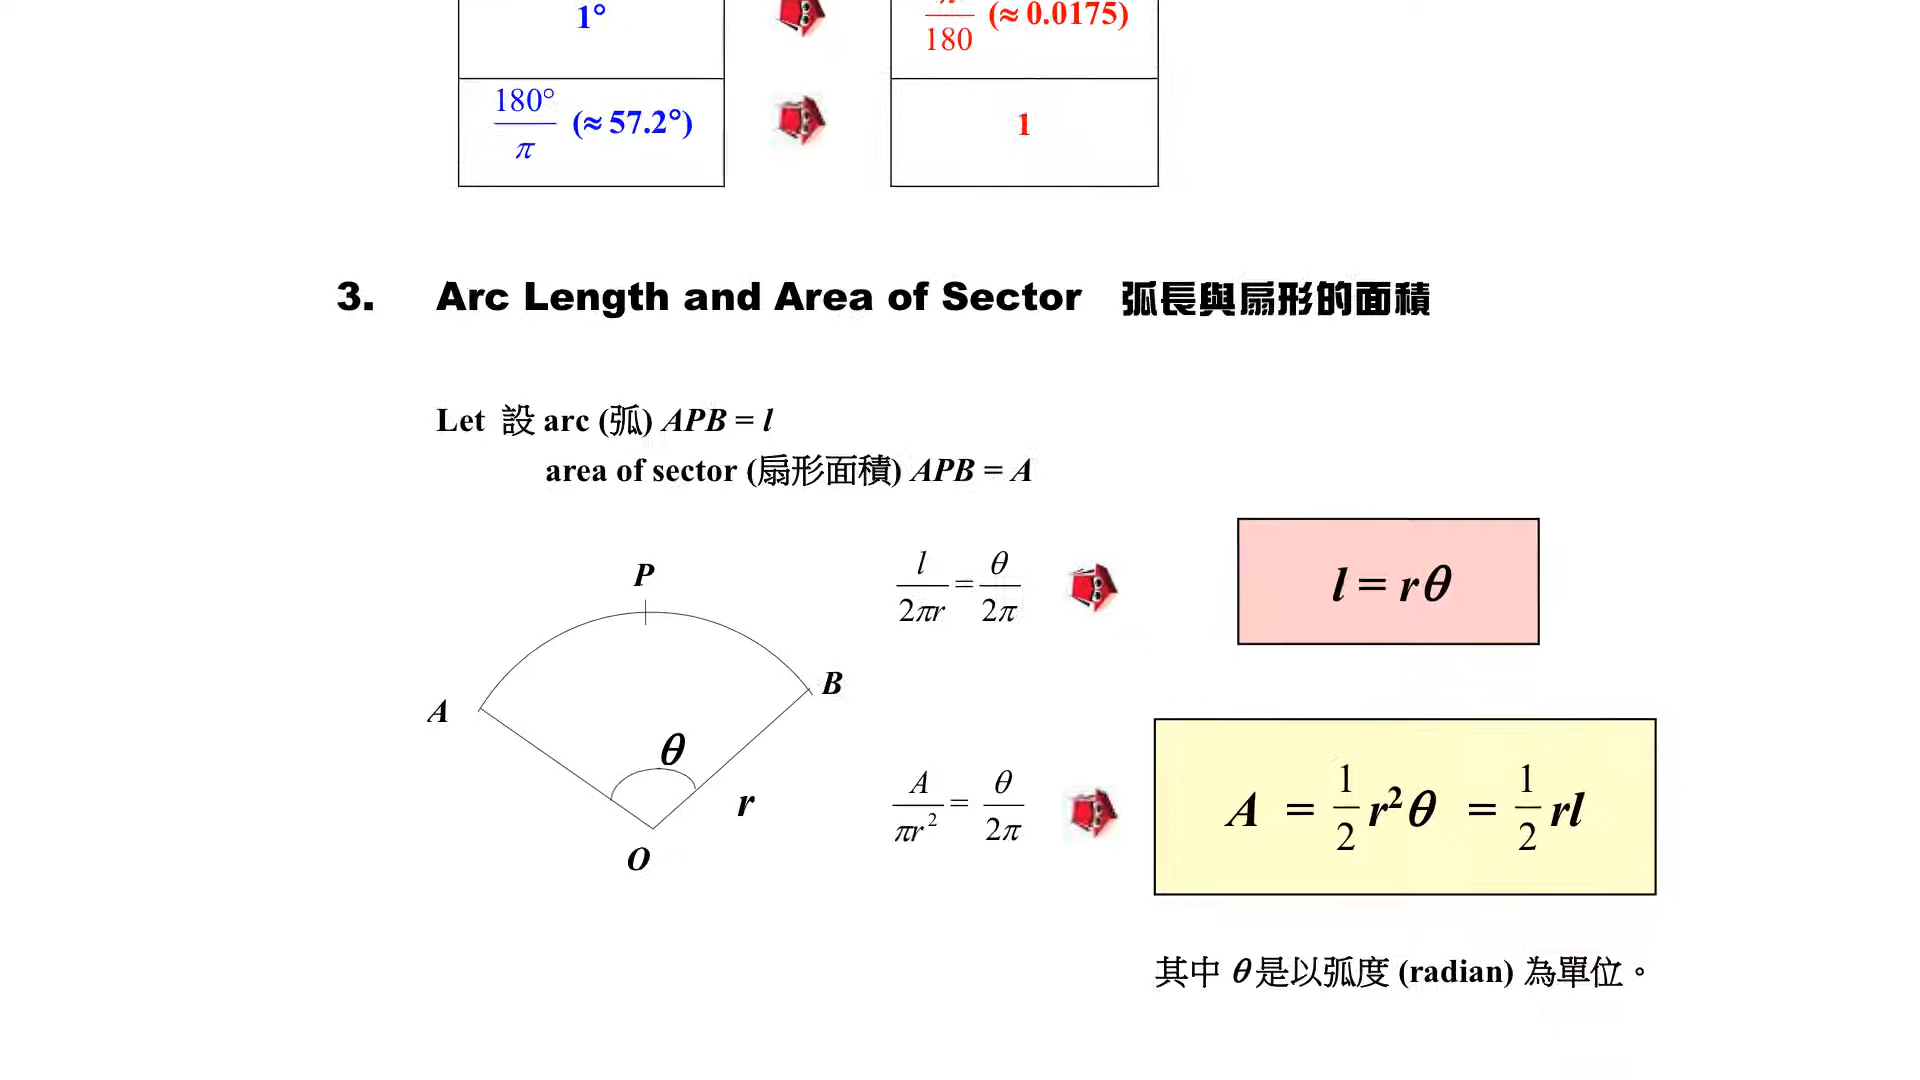 1°
π/180 (≈ 0.0175)
180°/π (≈ 57.2°)
1
3. Arc Length and Area of Sector 弧長與扇形的面積
Let 設 arc (弧) APB = l
area of sector (扇形面積) APB = A
P
l/2πr = θ/2π
l = rθ
A
B
θ
r
O
A/πr² = θ/2π
A = 1/2 r²θ = 1/2 rl
其中 θ 是以弧度 (radian) 為單位。